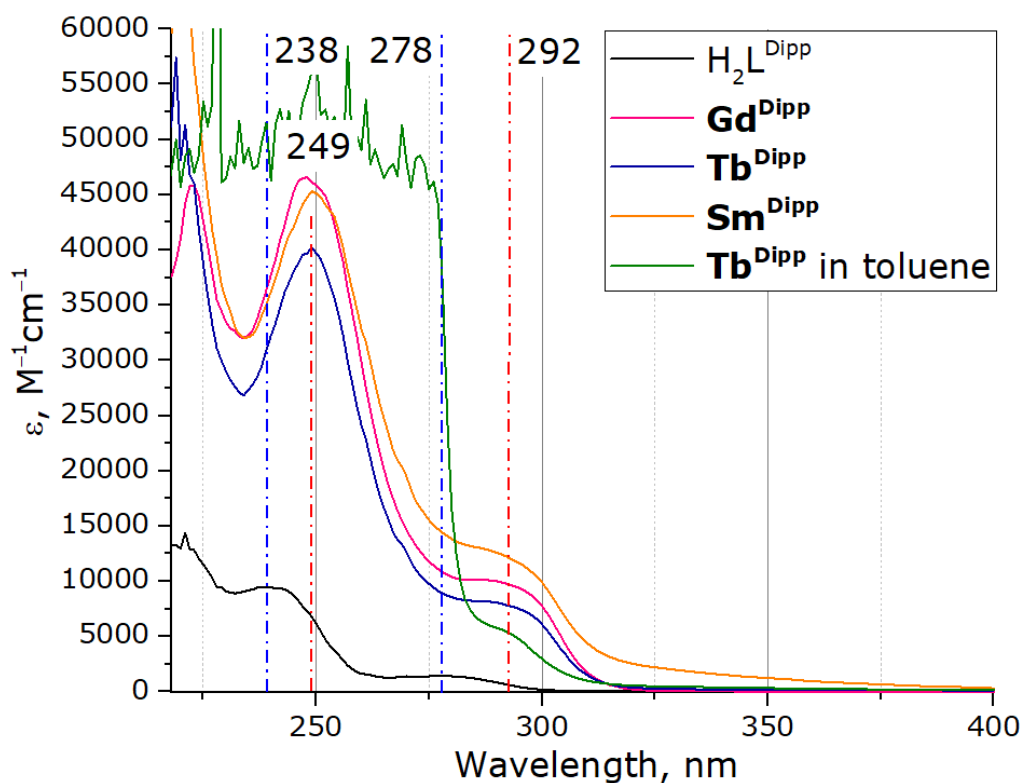 60000
55000
50000
45000
40000
35000
30000
25000
20000
15000
10000
5000
0
ε, M⁻¹cm⁻¹
238 278 292
249
H₂L^Dipp
Gd^Dipp
Tb^Dipp
Sm^Dipp
Tb^Dipp in toluene
250 300 350 400
Wavelength, nm